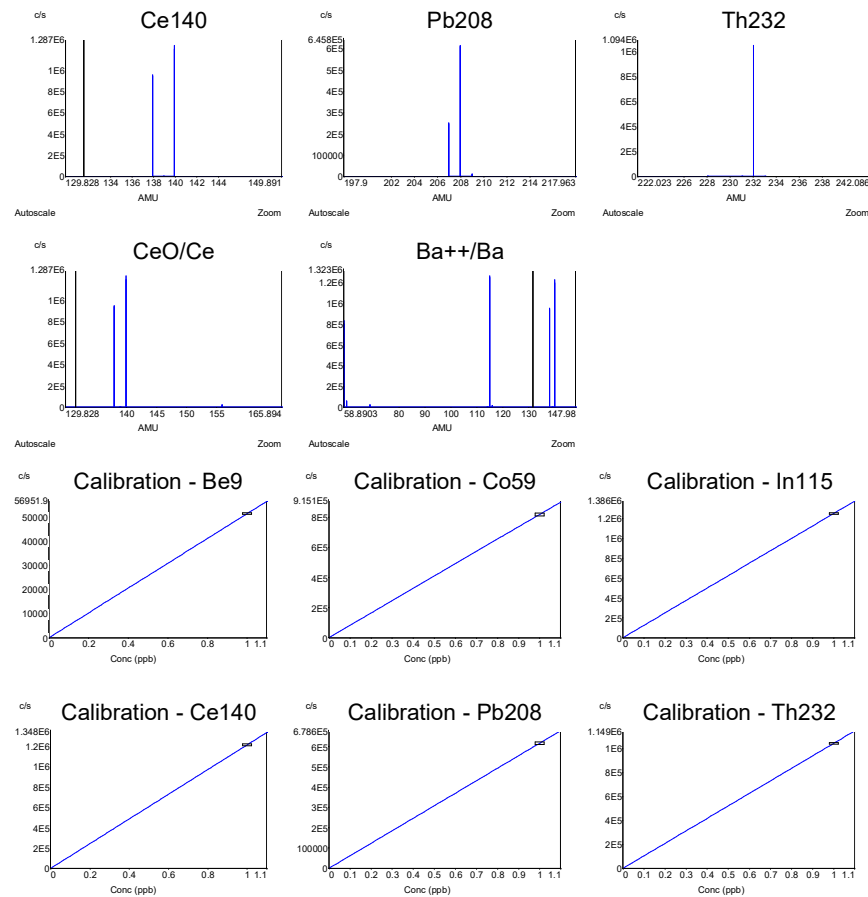 c/s Ce140 c/s Pb208 c/s Th232
1.287E6 6.458E5 1.094E6
1E6 6E5 1E6
8E5 5E5 8E5
6E5 4E5 6E5
4E5 3E5 4E5
2E5 2E5 2E5
0 100000 0
0
129.828 134 136 138 140 142 144 149.891 197.9 202 204 206 208 210 212 214 217.963 222.023 226 228 230 232 234 236 238 242.086
AMU AMU AMU
Autoscale Zoom Autoscale Zoom Autoscale Zoom
c/s CeO/Ce c/s Ba++/Ba
1.287E6 1.323E6
1E6 1.2E6
8E5 1E6
6E5 8E5
4E5 6E5
2E5 4E5
0 2E5
0
129.828 140 145 150 155 165.894 58.8903 80 90 100 110 120 130 147.98
AMU AMU
Autoscale Zoom Autoscale Zoom
c/s Calibration - Be9 c/s Calibration - Co59 c/s Calibration - In115
56951.9 9.151E5 1.386E6
50000 8E5 1.2E6
40000 6E5 1E6
30000 4E5 8E5
20000 2E5 6E5
10000 0 4E5
0 2E5
0
0 0.2 0.4 0.6 0.8 1 1.1 0 0.1 0.2 0.3 0.4 0.5 0.6 0.7 0.8 0.9 1 1.1 0 0.1 0.2 0.3 0.4 0.5 0.6 0.7 0.8 0.9 1 1.1
Conc (ppb) Conc (ppb) Conc (ppb)
c/s Calibration - Ce140 c/s Calibration - Pb208 c/s Calibration - Th232
1.348E6 6.786E5 1.149E6
1.2E6 6E5 1E6
1E6 5E5 8E5
8E5 4E5 6E5
6E5 3E5 4E5
4E5 2E5 2E5
2E5 100000 0
0 0
0 0.2 0.4 0.6 0.8 1 1.1 0 0.1 0.2 0.3 0.4 0.5 0.6 0.7 0.8 0.9 1 1.1 0 0.1 0.2 0.3 0.4 0.5 0.6 0.7 0.8 0.9 1 1.1
Conc (ppb) Conc (ppb) Conc (ppb)